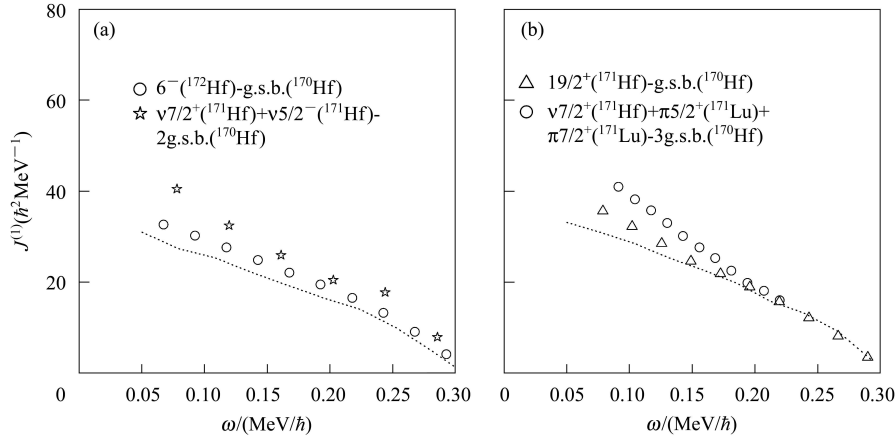 80
60
40
20
0
J⁽¹⁾(ℏ²MeV⁻¹)
(a)
6⁻(¹⁷²Hf)-g.s.b.(¹⁷⁰Hf)
ν7/2⁺(¹⁷¹Hf)+ν5/2⁻(¹⁷¹Hf)-
2g.s.b.(¹⁷⁰Hf)
0.05 0.10 0.15 0.20 0.25 0.30
ω/(MeV/ℏ)
(b)
19/2⁺(¹⁷¹Hf)-g.s.b.(¹⁷⁰Hf)
ν7/2⁺(¹⁷¹Hf)+π5/2⁺(¹⁷¹Lu)+
π7/2⁺(¹⁷¹Lu)-3g.s.b.(¹⁷⁰Hf)
0 0.05 0.10 0.15 0.20 0.25 0.30
ω/(MeV/ℏ)